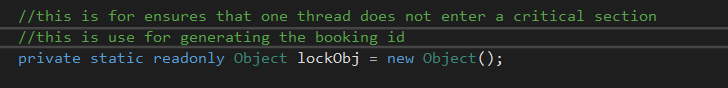 //this is for ensures that one thread does not enter a critical section
//this is use for generating the booking id
private static readonly Object lockObj = new Object();